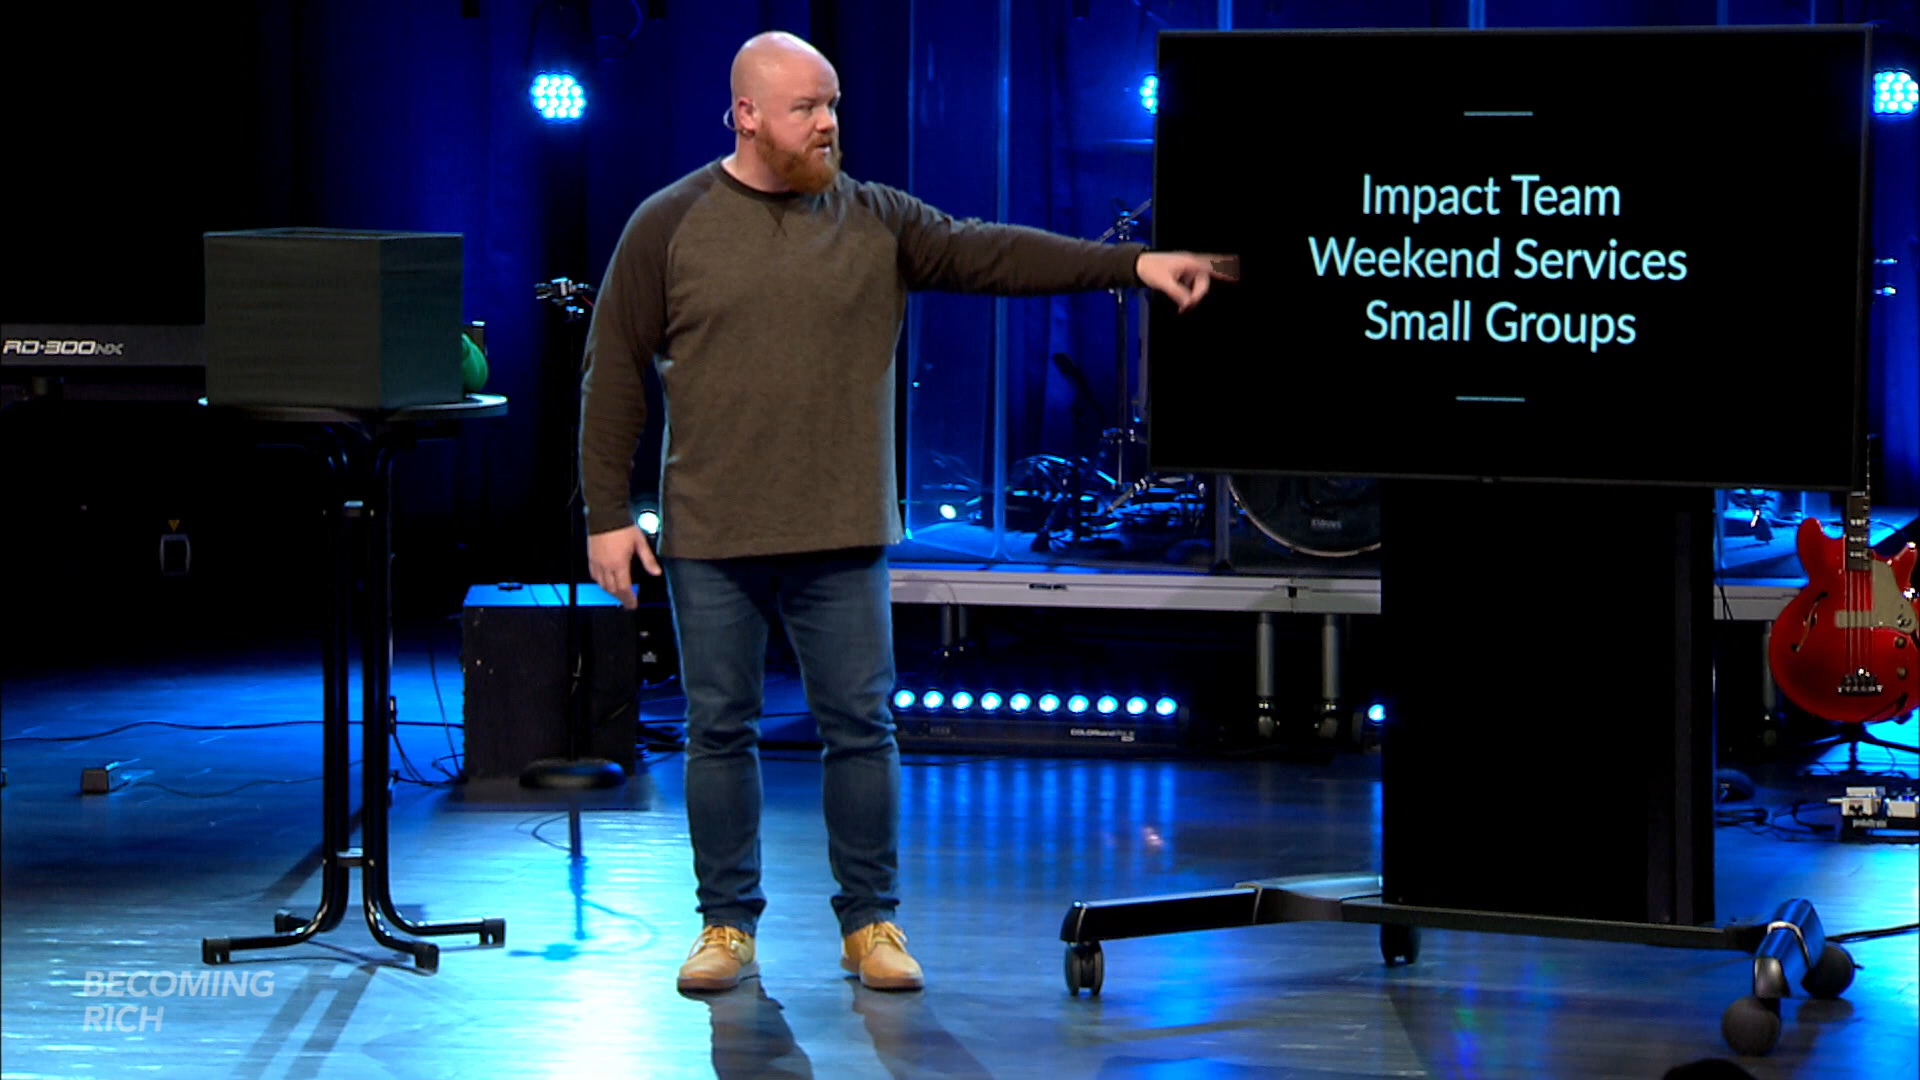 Impact Team
Weekend Services
Small Groups
RD-300NX
BECOMING
RICH